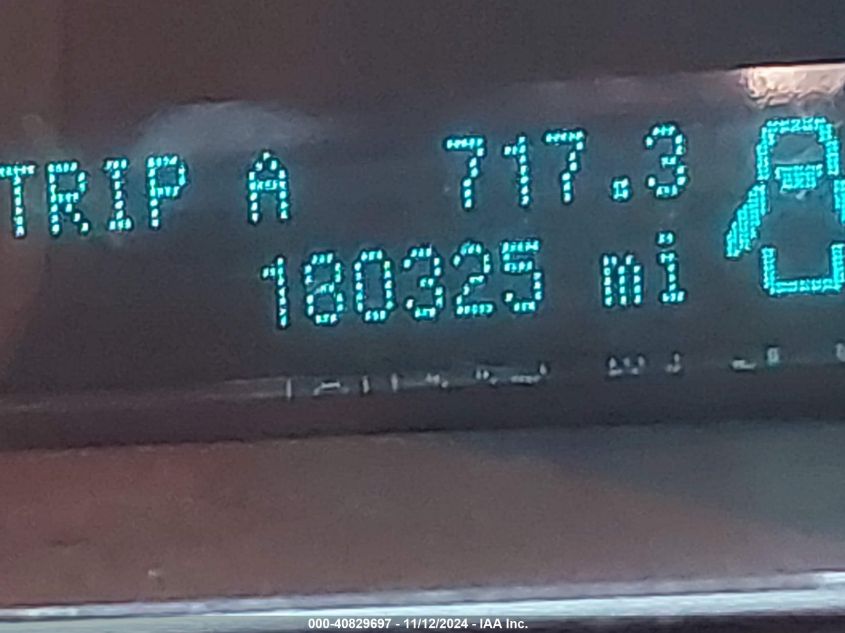 TRIP A 717.3
180325 mi
000-40829697 - 11/12/2024 - IAA Inc.